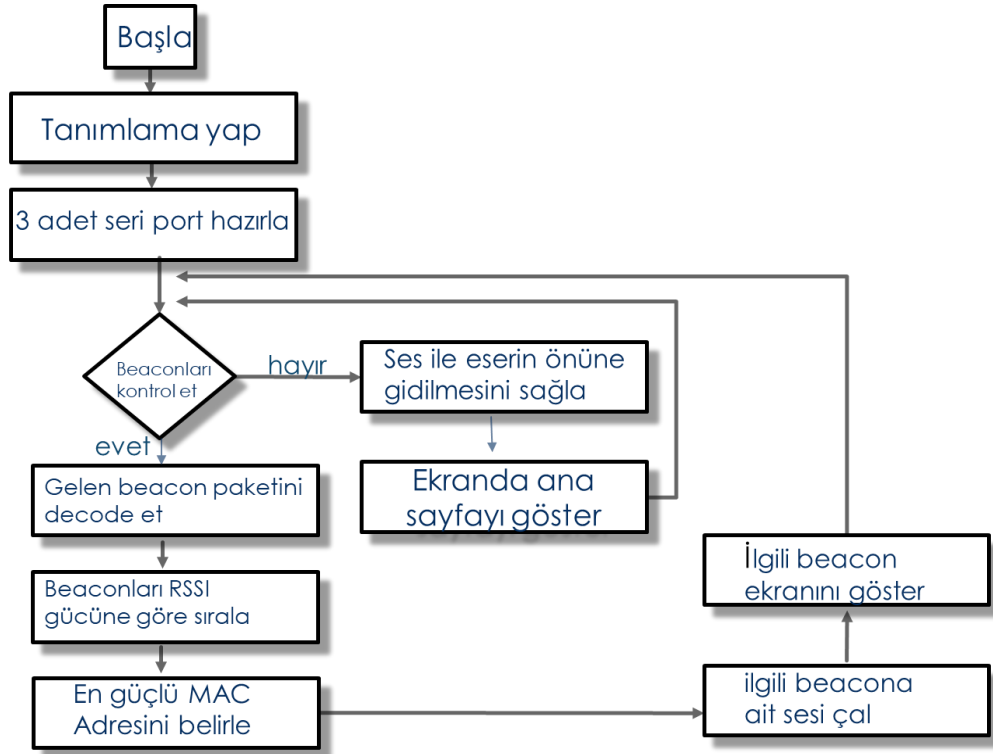 Başla
Tanımlama yap
3 adet seri port hazırla
Beaconları
kontrol et
hayır
Ses ile eserin önüne
gidilmesini sağla
evet
Ekranda ana
sayfayı göster
Gelen beacon paketini
decode et
Beaconları RSSI
gücüne göre sırala
En güçlü MAC
Adresini belirle
ilgili beacona
ait sesi çal
İlgili beacon
ekranını göster